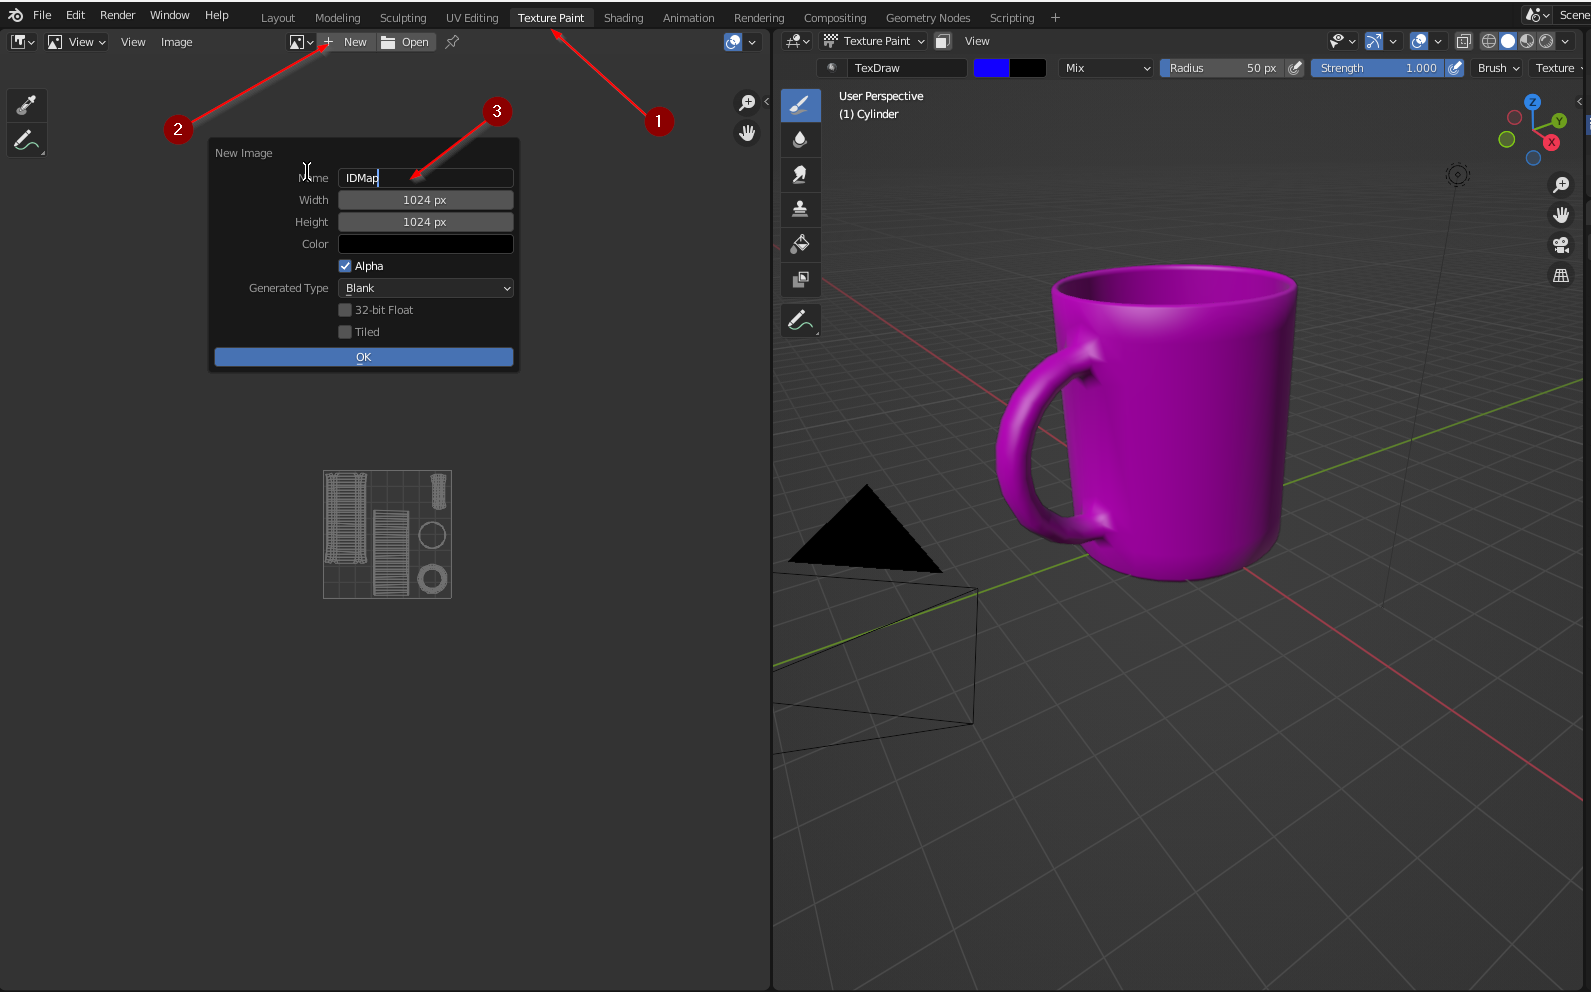 File Edit Render Window Help Layout Modeling Sculpting UV Editing Texture Paint Shading Animation Rendering Compositing Geometry Nodes Scripting + Scene
View View Image New Open Texture Paint View
TexDraw Mix Radius 50 px Strength 1.000 Brush Texture
User Perspective
(1) Cylinder
1
2
3
New Image
Name IDMap
Width 1024 px
Height 1024 px
Color
Alpha
Generated Type Blank
32-bit Float
Tiled
OK
Z
Y
X